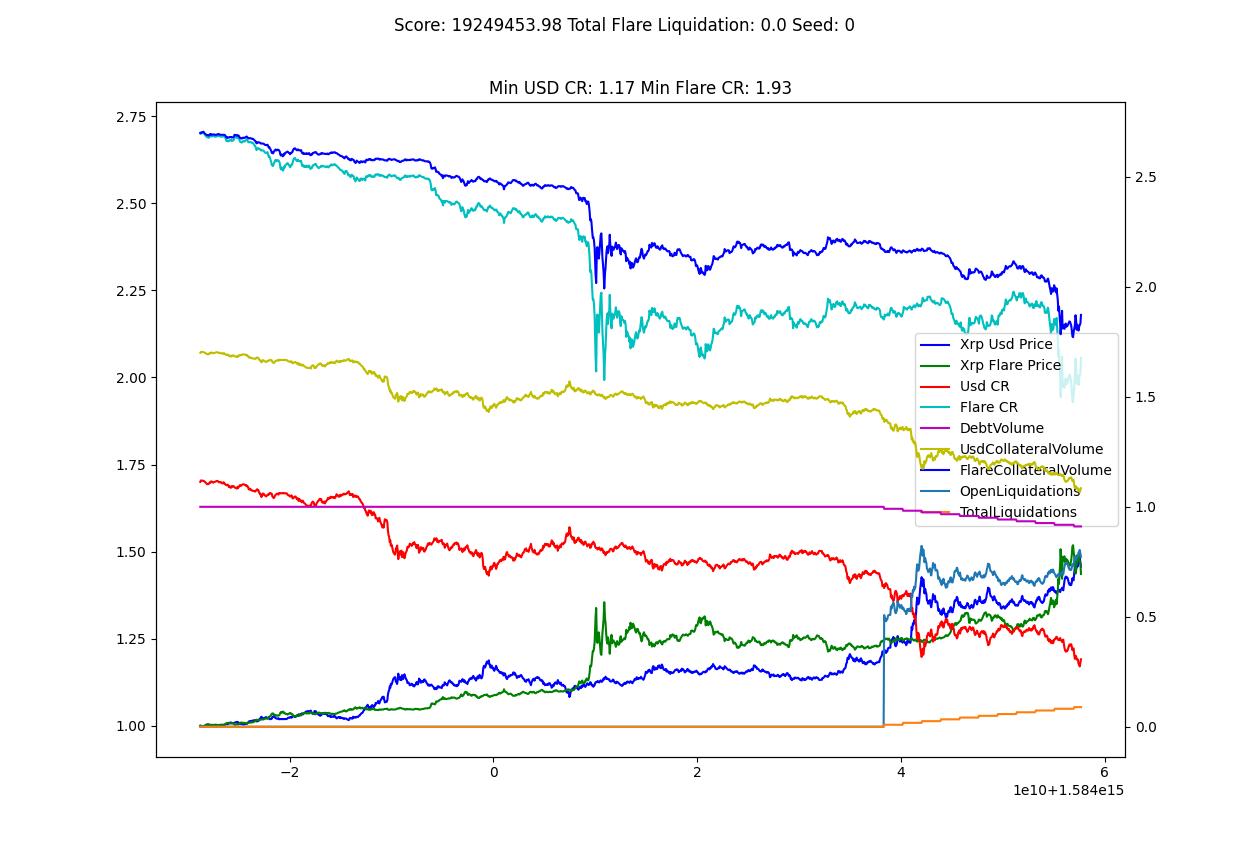 Score: 19249453.98 Total Flare Liquidation: 0.0 Seed: 0
Min USD CR: 1.17 Min Flare CR: 1.93
2.75
2.50
2.25
2.00
1.75
1.50
1.25
1.00
2.5
2.0
1.5
1.0
0.5
0.0
Xrp Usd Price
Xrp Flare Price
Usd CR
Flare CR
DebtVolume
UsdCollateralVolume
FlareCollateralVolume
OpenLiquidations
TotalLiquidations
−2 0 2 4 6
1e10+1.584e15